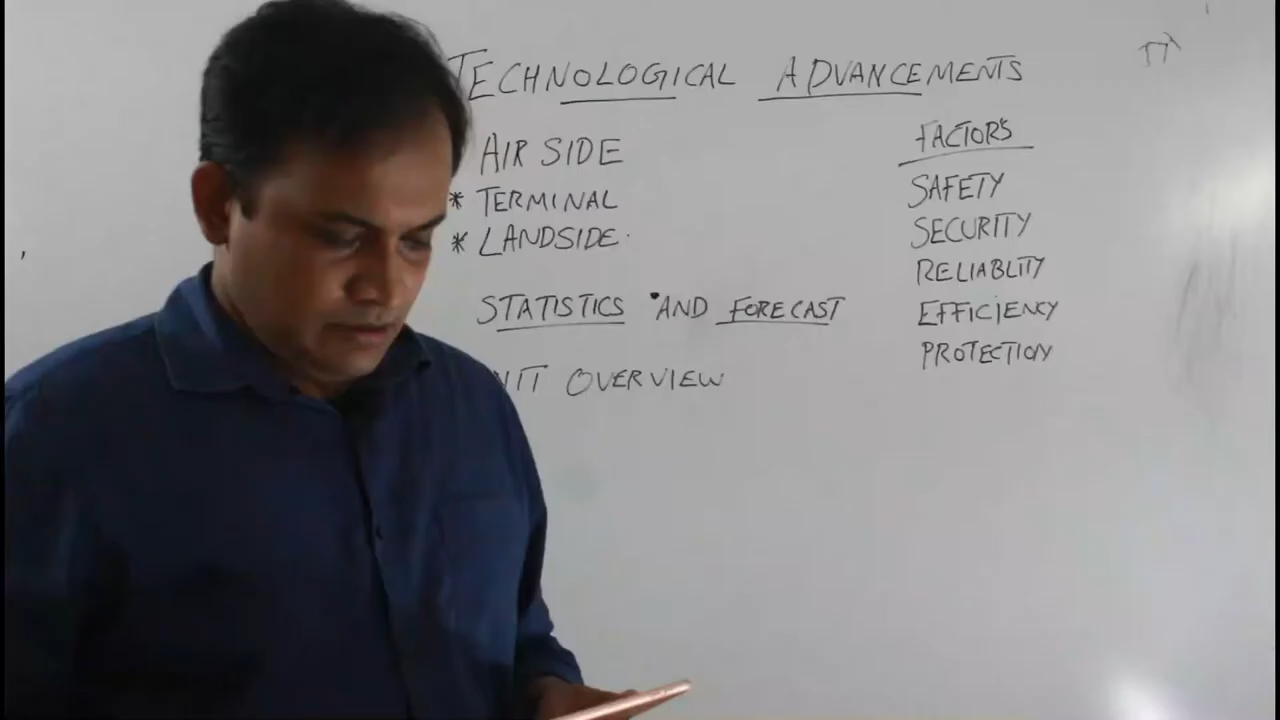 TECHNOLOGICAL ADVANCEMENTS
AIR SIDE
* TERMINAL
* LANDSIDE
STATISTICS AND FORECAST
OVERVIEW
FACTORS
SAFETY
SECURITY
RELIABLITY
EFFICIENCY
PROTECTION